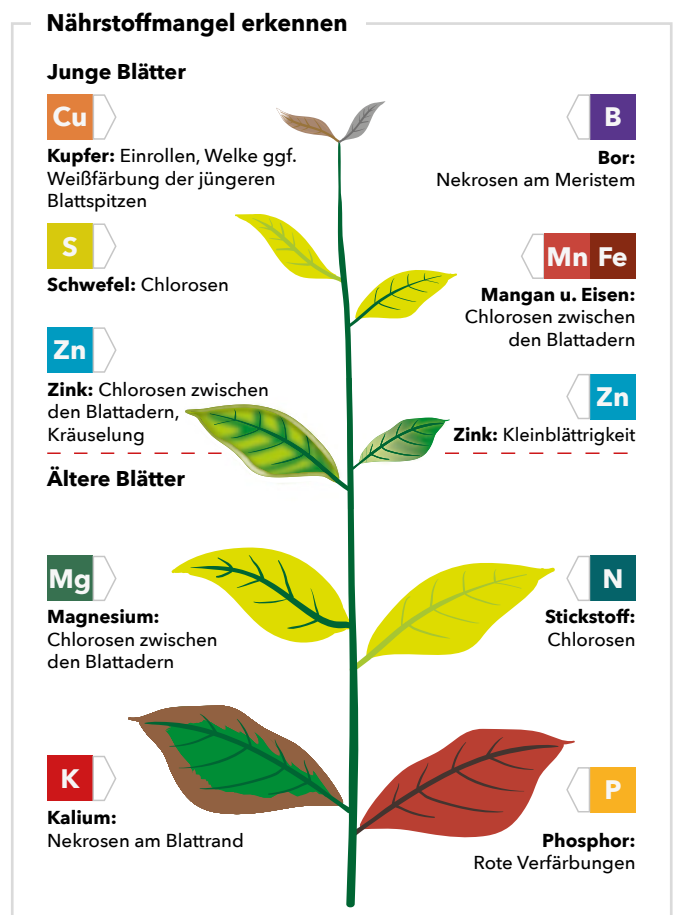 Nährstoffmangel erkennen
Junge Blätter
Cu
Kupfer: Einrollen, Welke ggf.
Weißfärbung der jüngeren
Blattspitzen
B
Bor:
Nekrosen am Meristem
S
Schwefel: Chlorosen
Mn Fe
Mangan u. Eisen:
Chlorosen zwischen
den Blattadern
Zn
Zink: Chlorosen zwischen
den Blattadern,
Kräuselung
Zn
Zink: Kleinblättrigkeit
Ältere Blätter
Mg
Magnesium:
Chlorosen zwischen
den Blattadern
N
Stickstoff:
Chlorosen
K
Kalium:
Nekrosen am Blattrand
P
Phosphor:
Rote Verfärbungen